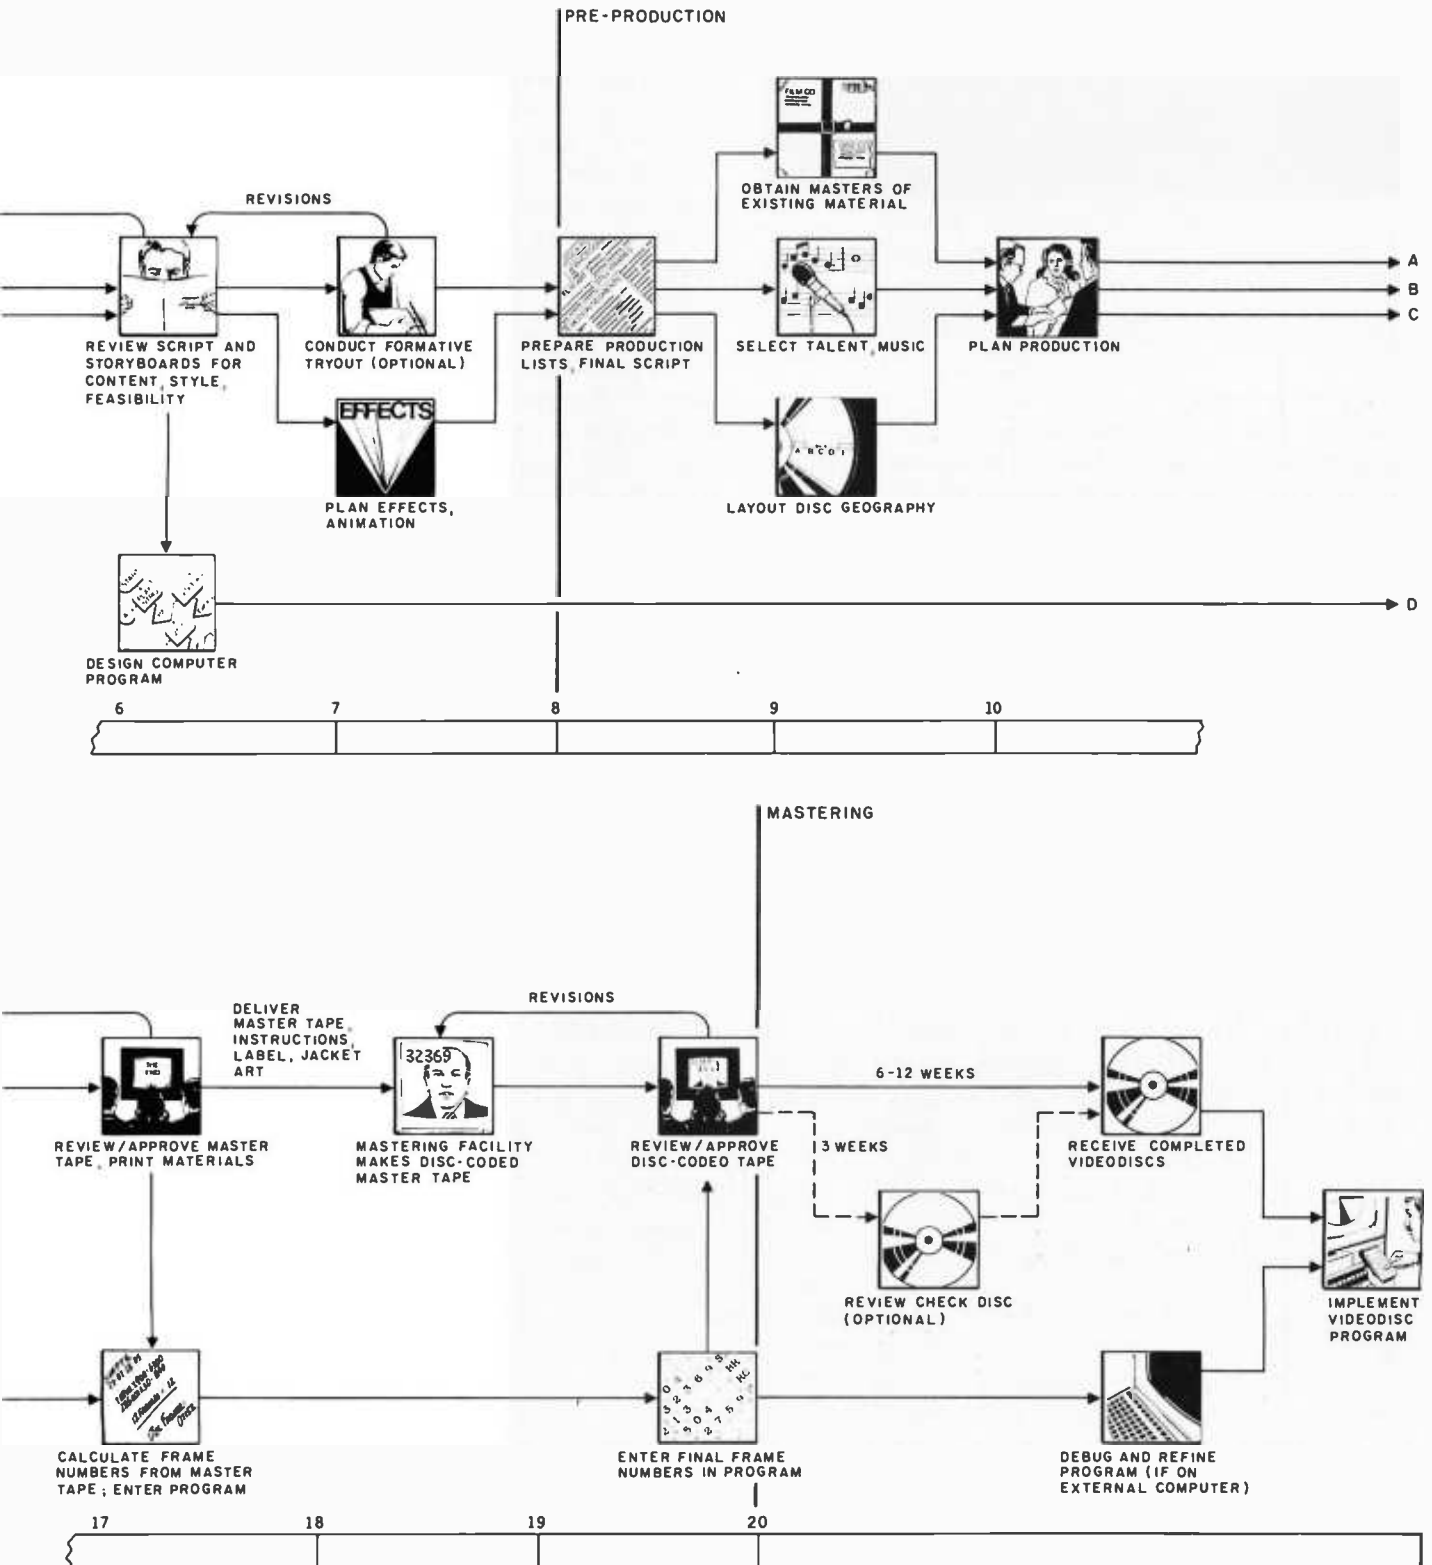 PRE-PRODUCTION
FILM CO
OBTAIN MASTERS OF
EXISTING MATERIAL
REVISIONS
A
B
C
REVIEW SCRIPT AND
STORYBOARDS FOR
CONTENT, STYLE,
FEASIBILITY
CONDUCT FORMATIVE
TRYOUT (OPTIONAL)
PREPARE PRODUCTION
LISTS, FINAL SCRIPT
SELECT TALENT, MUSIC
PLAN PRODUCTION
EFFECTS
PLAN EFFECTS,
ANIMATION
A B C D I
LAYOUT DISC GEOGRAPHY
D
DESIGN COMPUTER
PROGRAM
6 7 8 9 10
MASTERING
REVISIONS
DELIVER
MASTER TAPE,
INSTRUCTIONS,
LABEL, JACKET
ART
THE
END
32369
6-12 WEEKS
REVIEW/APPROVE MASTER
TAPE, PRINT MATERIALS
MASTERING FACILITY
MAKES DISC-CODED
MASTER TAPE
REVIEW/APPROVE
DISC-CODED TAPE
3 WEEKS
RECEIVE COMPLETED
VIDEODISCS
REVIEW CHECK DISC
(OPTIONAL)
IMPLEMENT
VIDEODISC
PROGRAM
CALCULATE FRAME
NUMBERS FROM MASTER
TAPE; ENTER PROGRAM
ENTER FINAL FRAME
NUMBERS IN PROGRAM
DEBUG AND REFINE
PROGRAM (IF ON
EXTERNAL COMPUTER)
17 18 19 20